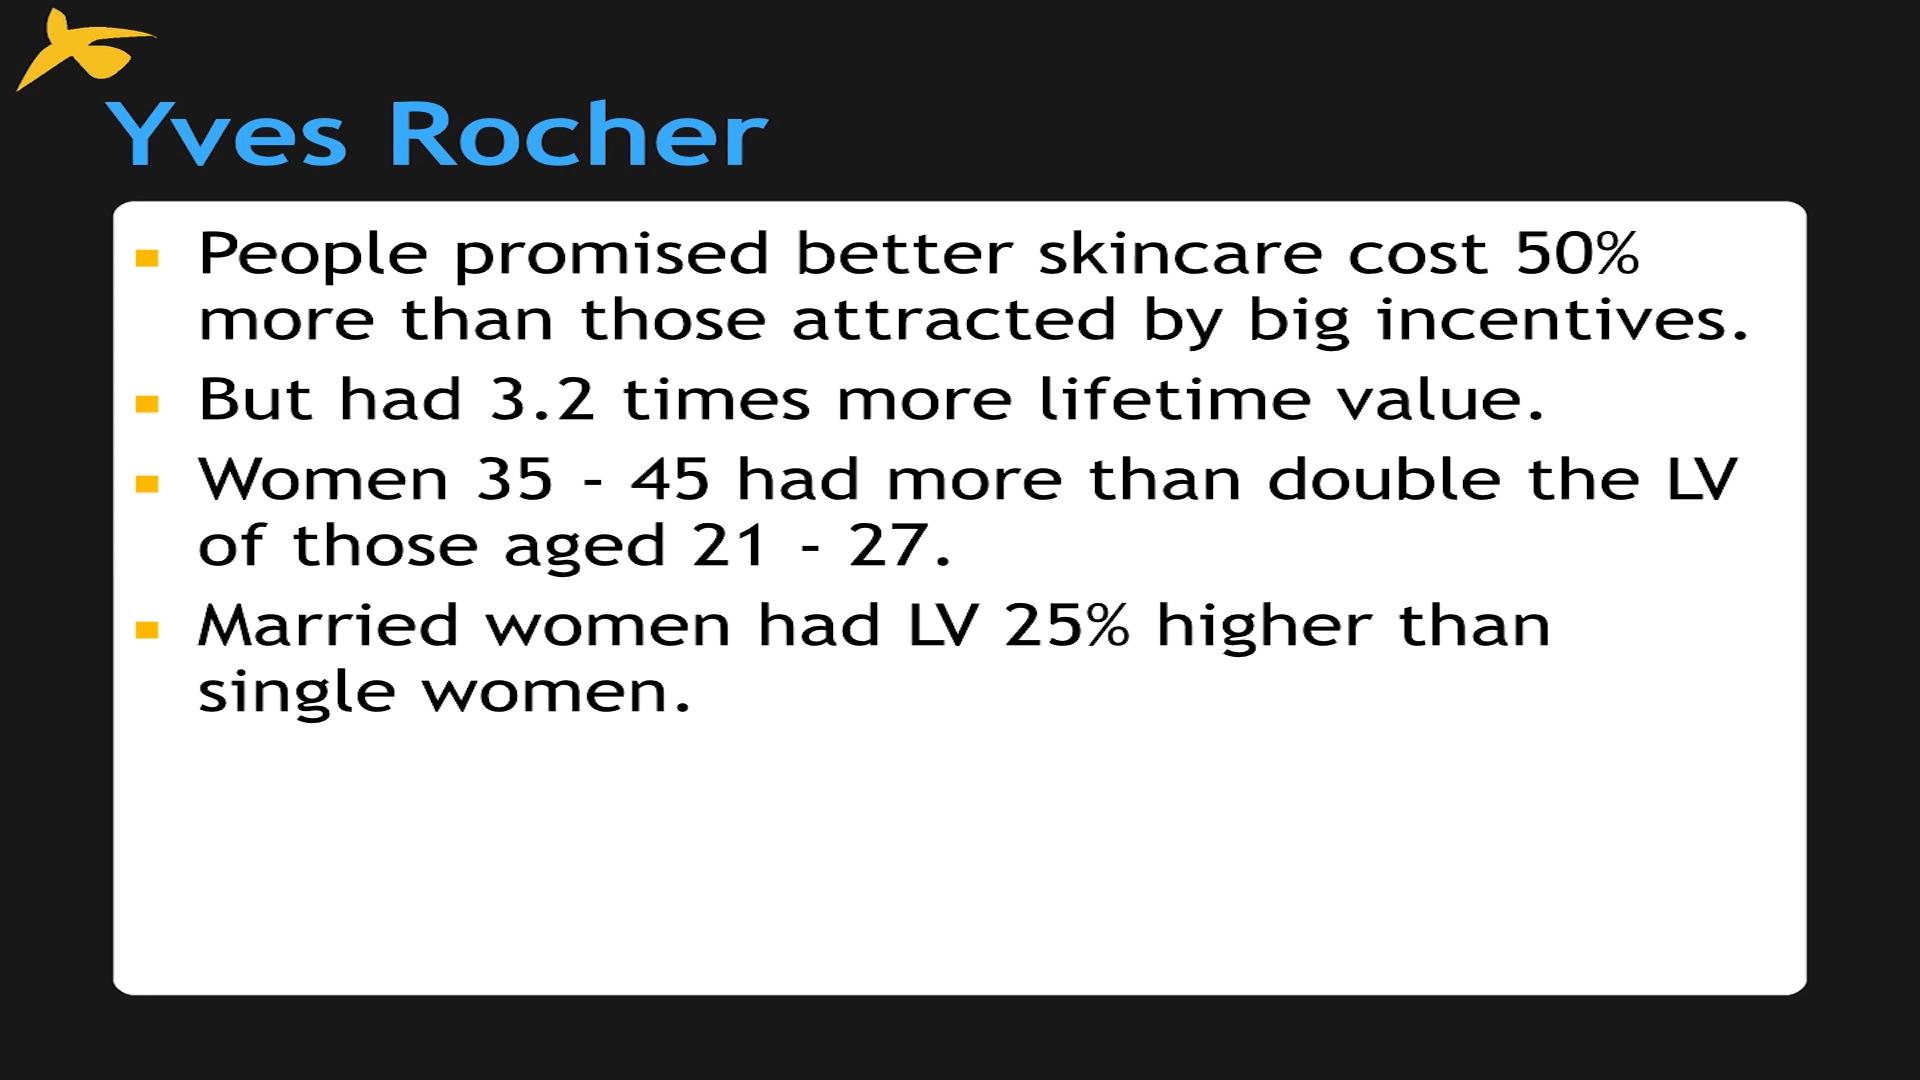 Yves Rocher
People promised better skincare cost 50%
more than those attracted by big incentives.
But had 3.2 times more lifetime value.
Women 35 - 45 had more than double the LV
of those aged 21 - 27.
Married women had LV 25% higher than
single women.